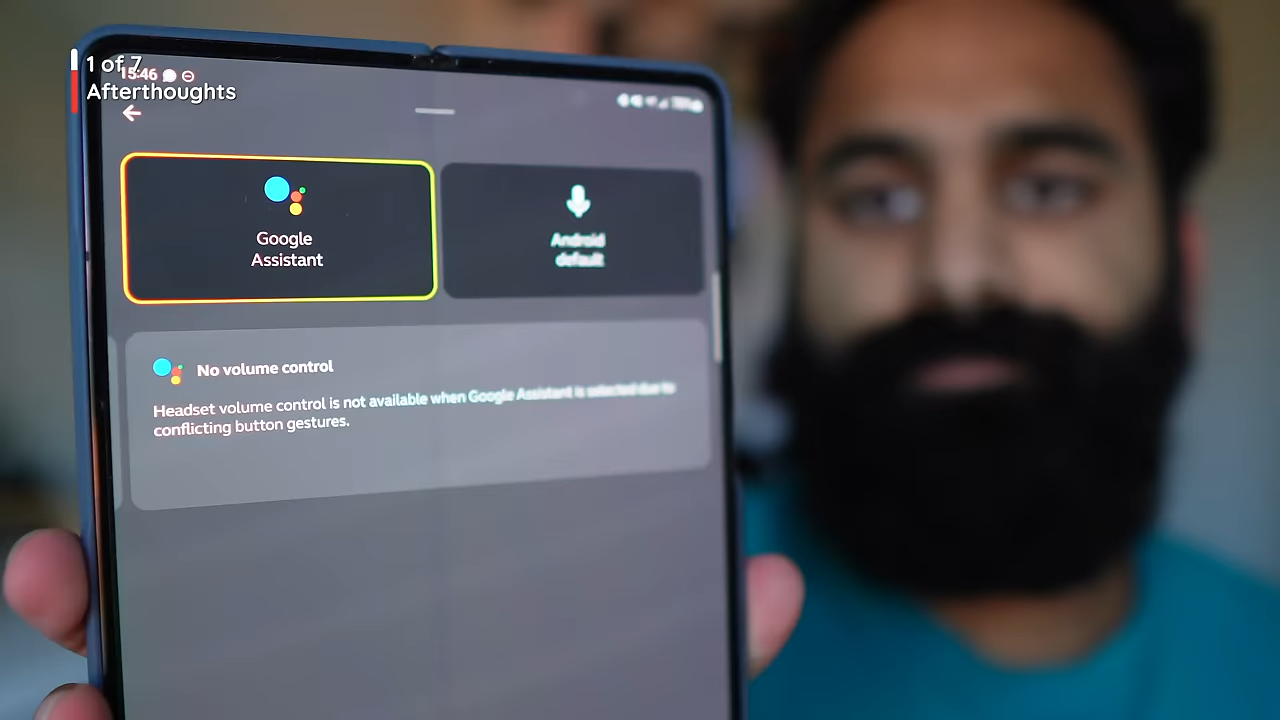 1 of 7
Afterthoughts
15:46
Google
Assistant
Android
default
No volume control
Headset volume control is not available when Google Assistant is selected due to
conflicting button gestures.